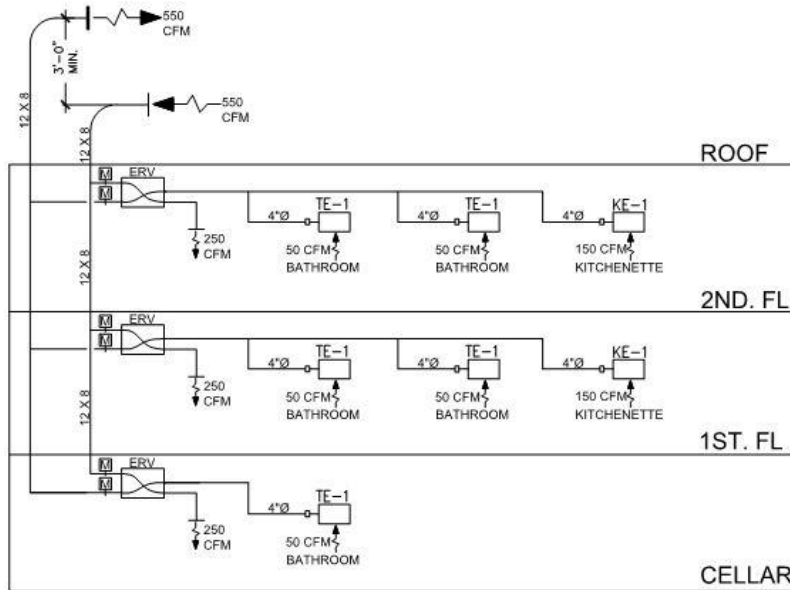 550
CFM
3'-0"
MIN.
550
CFM
12 X 8
12 X 8
ROOF
M
ERV
M
TE-1
TE-1
KE-1
4"Ø
4"Ø
4"Ø
250
CFM
50 CFM
BATHROOM
50 CFM
BATHROOM
150 CFM
KITCHENETTE
12 X 8
2ND. FL
M
ERV
M
TE-1
TE-1
KE-1
4"Ø
4"Ø
4"Ø
250
CFM
50 CFM
BATHROOM
50 CFM
BATHROOM
150 CFM
KITCHENETTE
12 X 8
1ST. FL
M
ERV
M
TE-1
4"Ø
250
CFM
50 CFM
BATHROOM
CELLAR